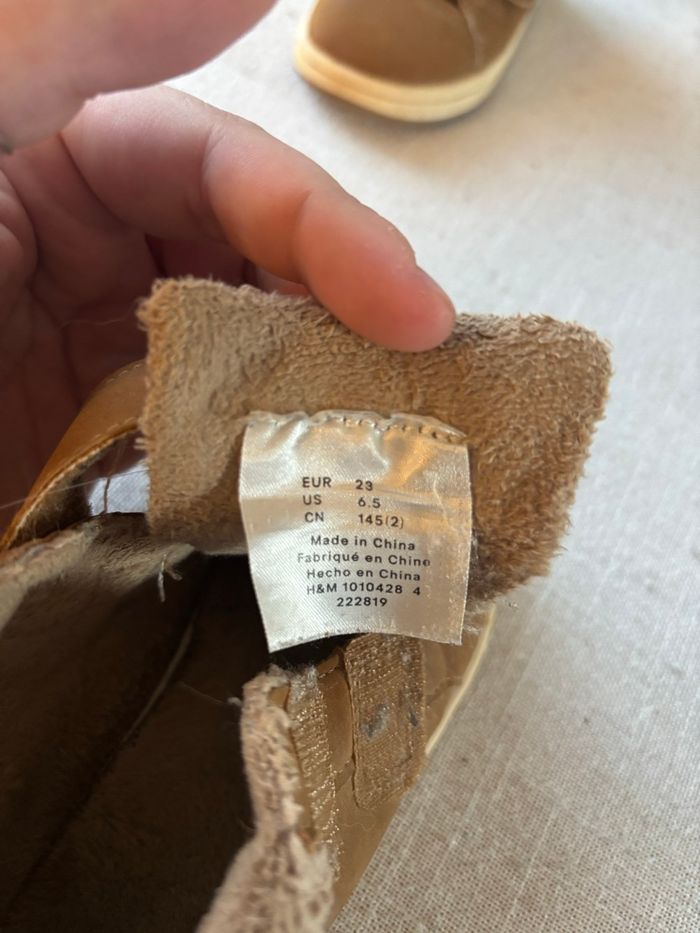 EUR 23
US 6.5
CN 145(2)
Made in China
Fabriqué en Chine
Hecho en China
H&M 1010428 4
222819